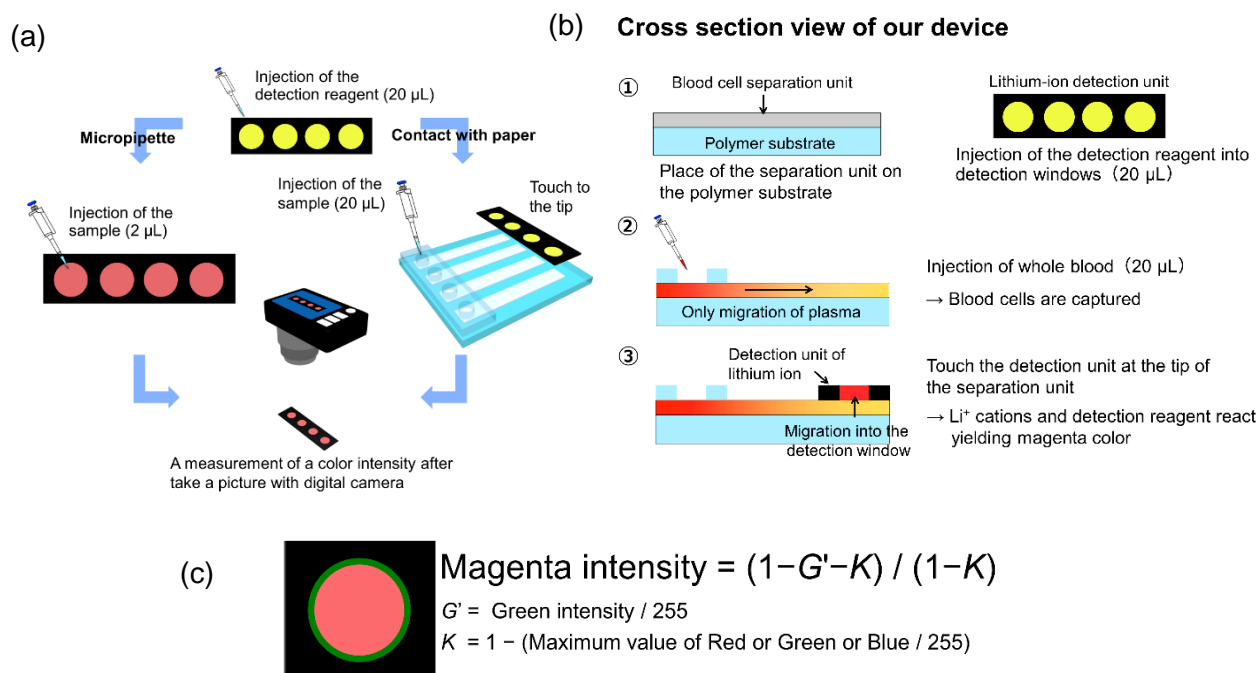 (a)
Injection of the
detection reagent (20 µL)
Micropipette
Contact with paper
Injection of the
sample (20 µL)
Touch to
the tip
Injection of the
sample (2 µL)
A measurement of a color intensity after
take a picture with digital camera
(b)
Cross section view of our device
①
Blood cell separation unit
Polymer substrate
Place of the separation unit on
the polymer substrate
Lithium-ion detection unit
Injection of the detection reagent into
detection windows（20 µL）
②
Only migration of plasma
Injection of whole blood（20 µL）
→ Blood cells are captured
③
Detection unit of
lithium ion
Migration into the
detection window
Touch the detection unit at the tip of
the separation unit
→ Li⁺ cations and detection reagent react
yielding magenta color
(c)
Magenta intensity = (1−G'−K) / (1−K)
G' = Green intensity / 255
K = 1 − (Maximum value of Red or Green or Blue / 255)